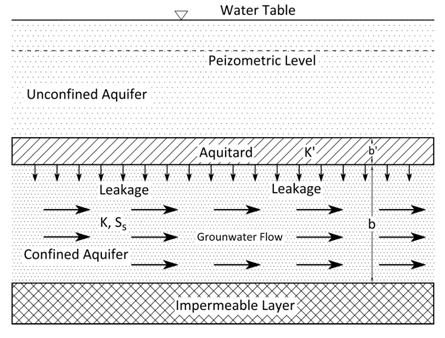 Water Table
Peizometric Level
Unconfined Aquifer
Aquitard K' b'
Leakage Leakage
K, Ss b
Grounwater Flow
Confined Aquifer
Impermeable Layer